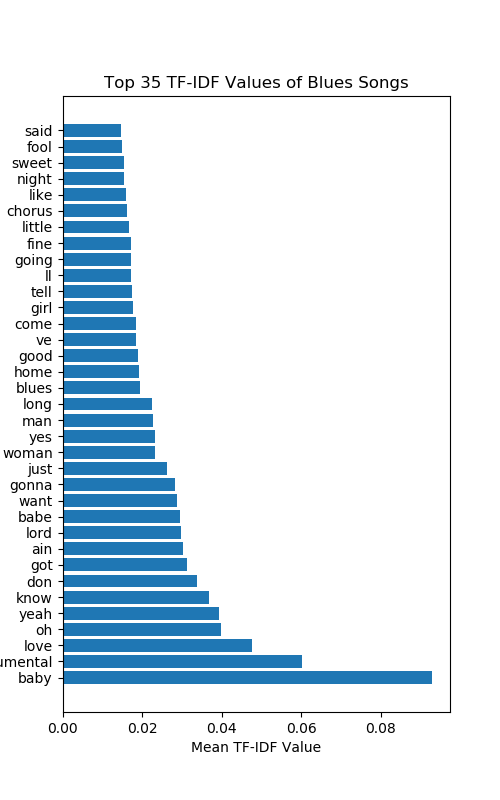 Top 35 TF-IDF Values of Blues Songs
said
fool
sweet
night
like
chorus
little
fine
going
ll
tell
girl
come
ve
good
home
blues
long
man
yes
woman
just
gonna
want
babe
lord
ain
got
don
know
yeah
oh
love
umental
baby
0.00 0.02 0.04 0.06 0.08
Mean TF-IDF Value